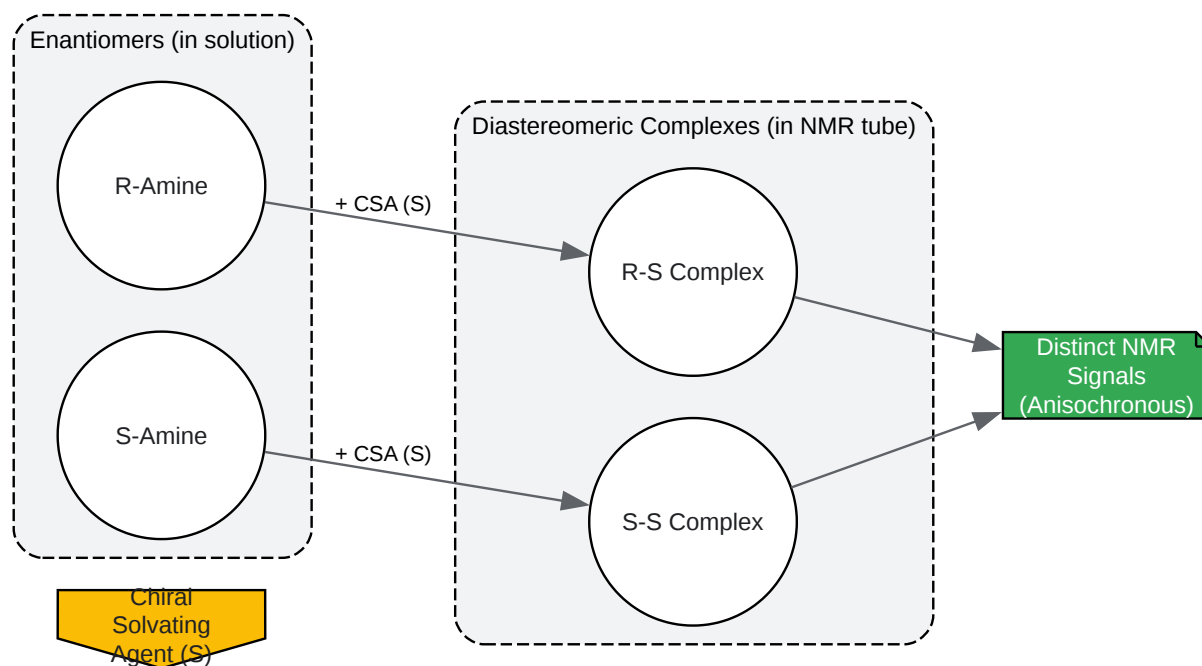 Enantiomers (in solution)
R-Amine
S-Amine
+ CSA (S)
+ CSA (S)
Diastereomeric Complexes (in NMR tube)
R-S Complex
S-S Complex
Distinct NMR
Signals
(Anisochronous)
Chiral
Solvating
Agent (S)